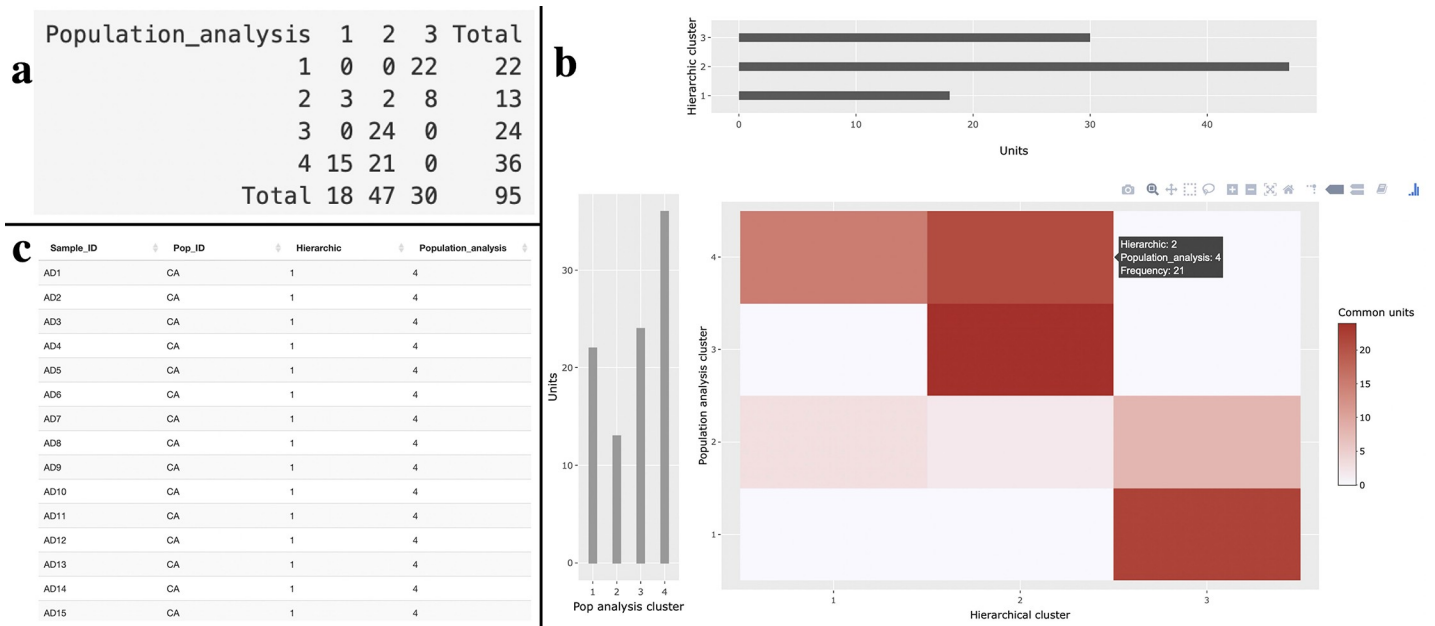 a
Population_analysis 1 2 3 Total
1 0 0 22 22
2 3 2 8 13
3 0 24 0 24
4 15 21 0 36
Total 18 47 30 95
b
Hierarchic cluster
3
2
1
0 10 20 30 40
Units
Units
30
20
10
0
1 2 3 4
Pop analysis cluster
Population analysis cluster
4
3
2
1
Hierarchic: 2
Population_analysis: 4
Frequency: 21
1 2 3
Hierarchical cluster
Common units
20
15
10
5
0
c
Sample_ID Pop_ID Hierarchic Population_analysis
AD1 CA 1 4
AD2 CA 1 4
AD3 CA 1 4
AD4 CA 1 4
AD5 CA 1 4
AD6 CA 1 4
AD7 CA 1 4
AD8 CA 1 4
AD9 CA 1 4
AD10 CA 1 4
AD11 CA 1 4
AD12 CA 1 4
AD13 CA 1 4
AD14 CA 1 4
AD15 CA 1 4